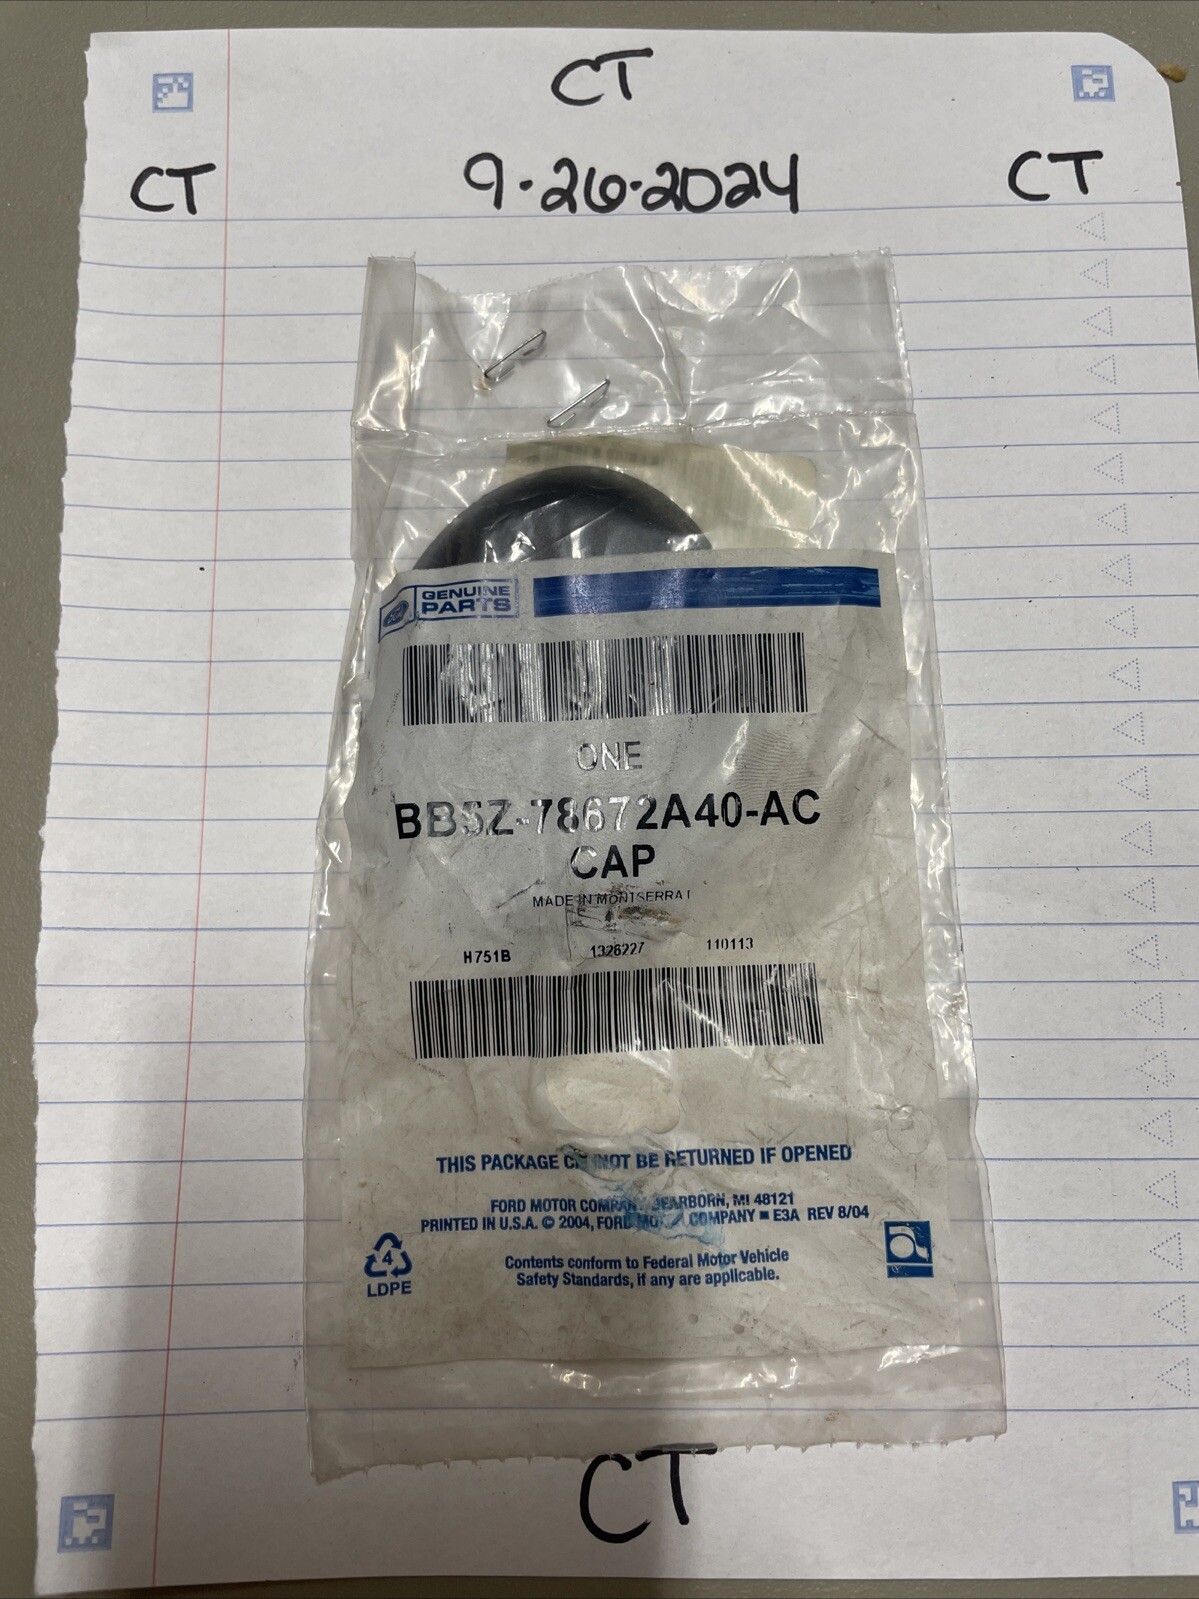 CT
CT 9·26·2024 CT
GENUINE
PARTS
ONE
BB5Z-78672A40-AC
CAP
MADE IN MONTSERRAT
H751B 1326227 110113
THIS PACKAGE CANNOT BE RETURNED IF OPENED
FORD MOTOR COMPANY DEARBORN, MI 48121
PRINTED IN U.S.A. © 2004, FORD MOTOR COMPANY ■ E3A REV 8/04
Contents conform to Federal Motor Vehicle
Safety Standards, if any are applicable.
4
LDPE
CT